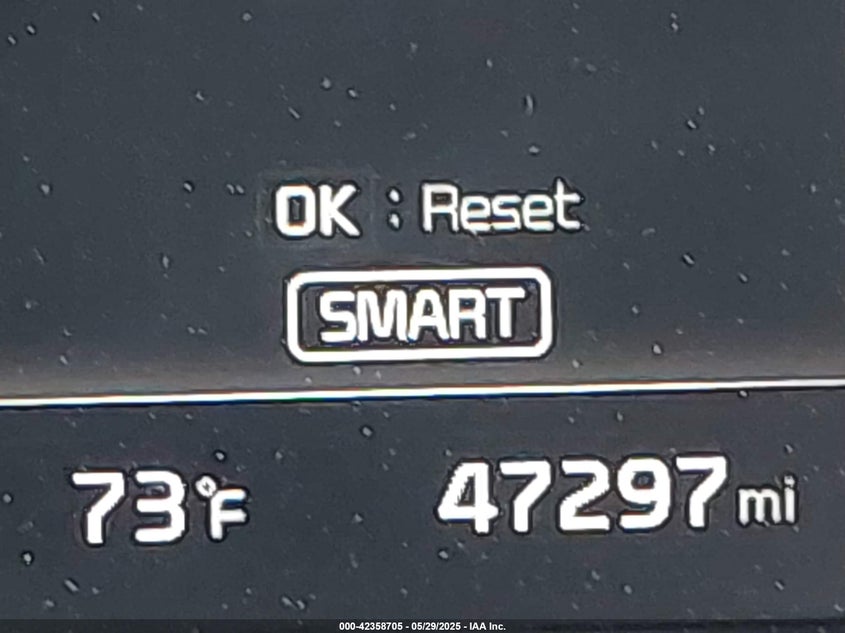 OK : Reset
SMART
73°F 47297 mi
000-42358705 - 05/29/2025 - IAA Inc.